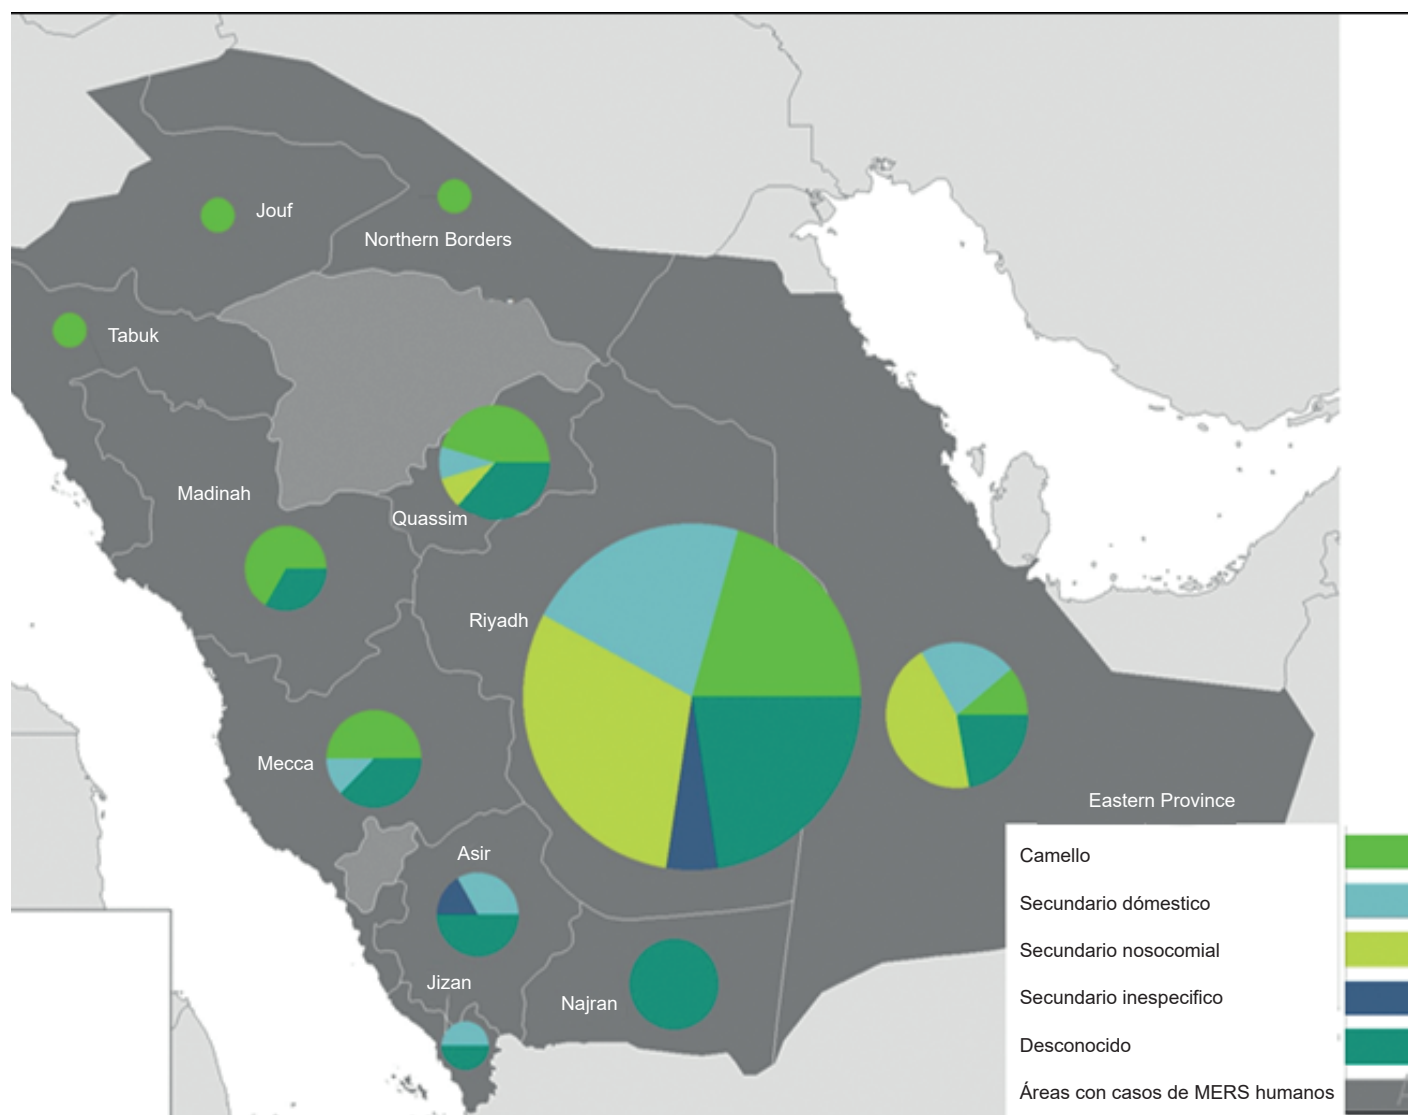 Jouf
Northern Borders
Tabuk
Madinah
Quassim
Riyadh
Mecca
Eastern Province
Asir
Jizan
Najran
Camello
Secundario dómestico
Secundario nosocomial
Secundario inespecifico
Desconocido
Áreas con casos de MERS humanos